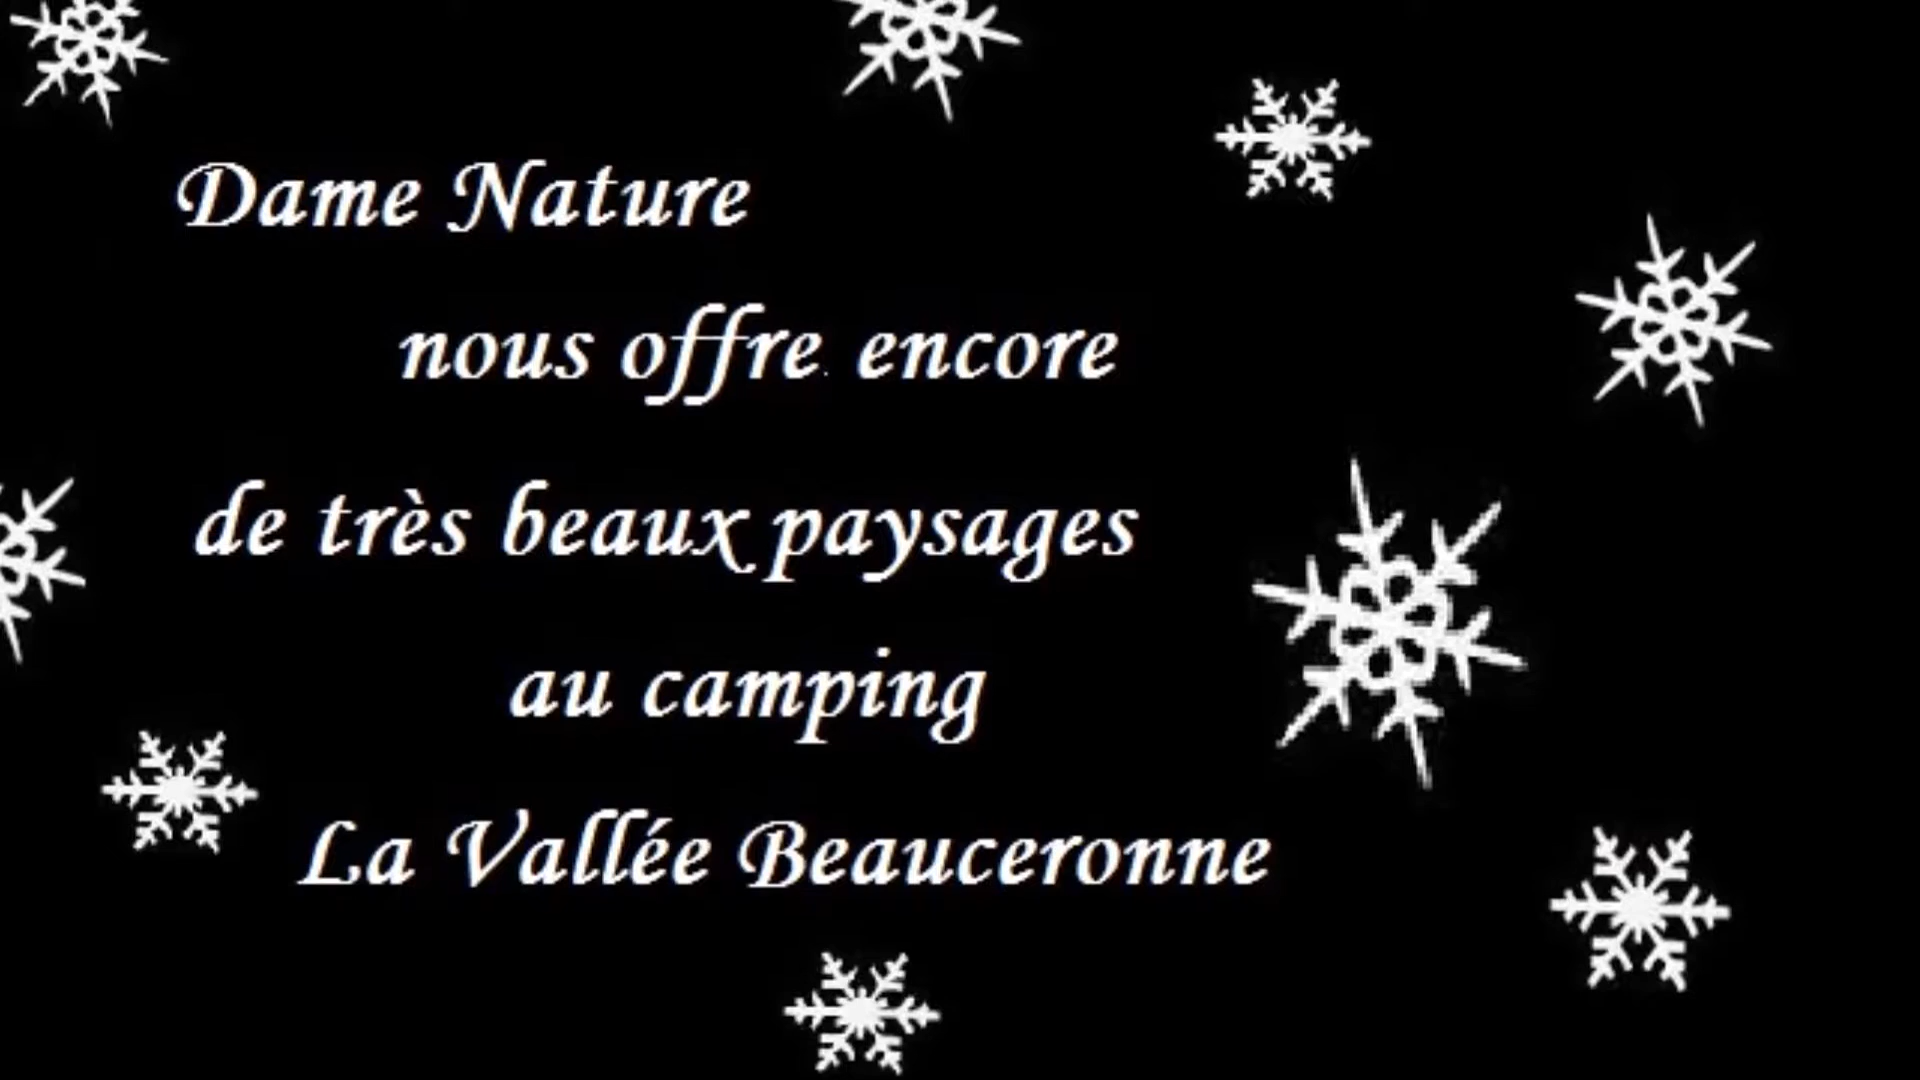 Dame Nature
nous offre encore
de très beaux paysages
au camping
La Vallée Beauceronne